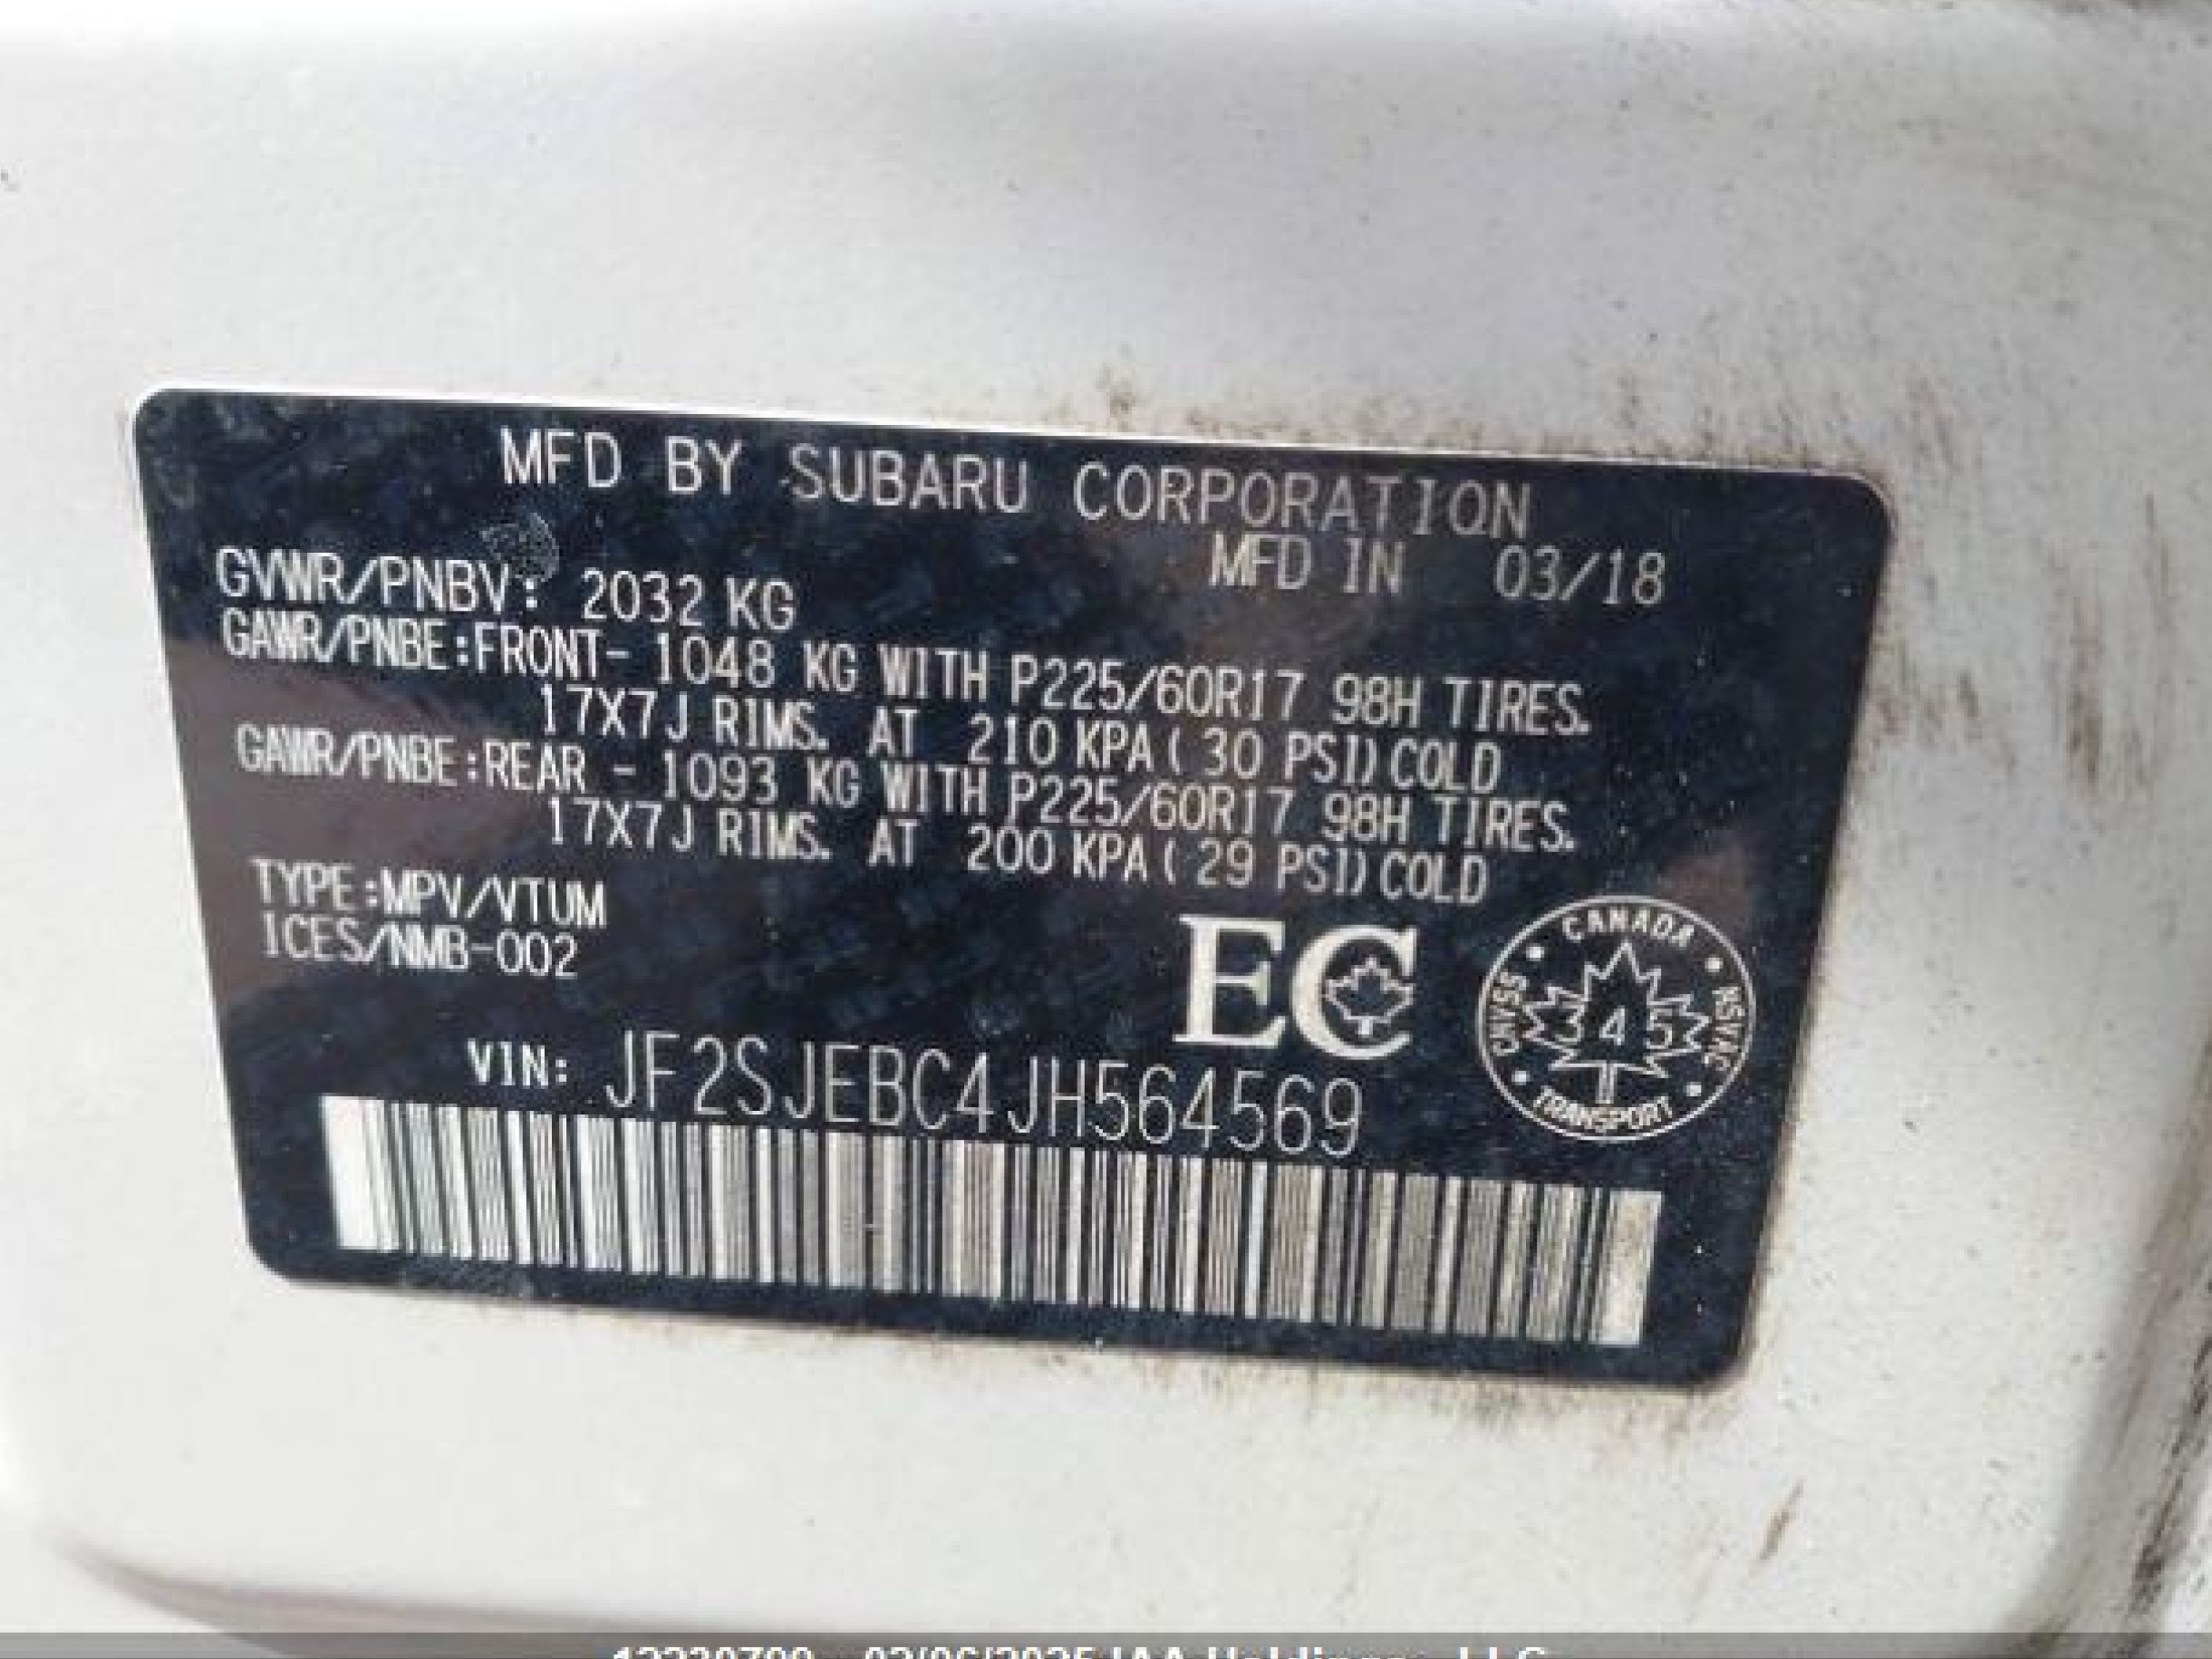 MFD BY SUBARU CORPORATION
MFD IN 03/18
GVWR/PNBV: 2032 KG
GAWR/PNBE:FRONT- 1048 KG WITH P225/60R17 98H TIRES.
17X7J RIMS. AT 210 KPA( 30 PSI)COLD
GAWR/PNBE:REAR - 1093 KG WITH P225/60R17 98H TIRES.
17X7J RIMS. AT 200 KPA( 29 PSI)COLD
TYPE:MPV/VTUM
ICES/NMB-002
EC
CANADA
CMVSS
NSVAC
345
TRANSPORT
VIN: JF2SJEBC4JH564569